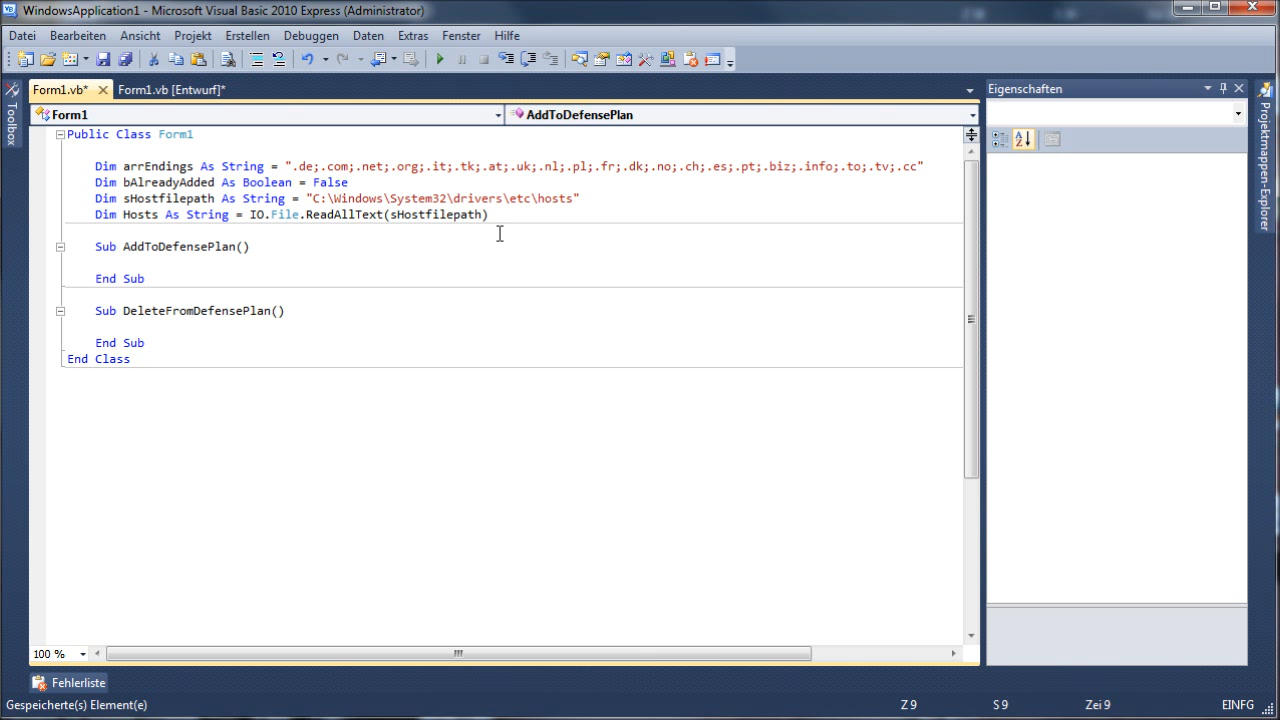 WindowsApplication1 - Microsoft Visual Basic 2010 Express (Administrator)
Datei Bearbeiten Ansicht Projekt Erstellen Debuggen Daten Extras Fenster Hilfe
Form1.vb* Form1.vb [Entwurf]*
Eigenschaften
Toolbox
Projektmappen-Explorer
Form1 AddToDefensePlan
Public Class Form1
Dim arrEndings As String = ".de;.com;.net;.org;.it;.tk;.at;.uk;.nl;.pl;.fr;.dk;.no;.ch;.es;.pt;.biz;.info;.to;.tv;.cc"
Dim bAlreadyAdded As Boolean = False
Dim sHostfilepath As String = "C:\Windows\System32\drivers\etc\hosts"
Dim Hosts As String = IO.File.ReadAllText(sHostfilepath)
Sub AddToDefensePlan()
End Sub
Sub DeleteFromDefensePlan()
End Sub
End Class
100 %
Fehlerliste
Gespeicherte(s) Element(e) Z 9 S 9 Zei 9 EINFG